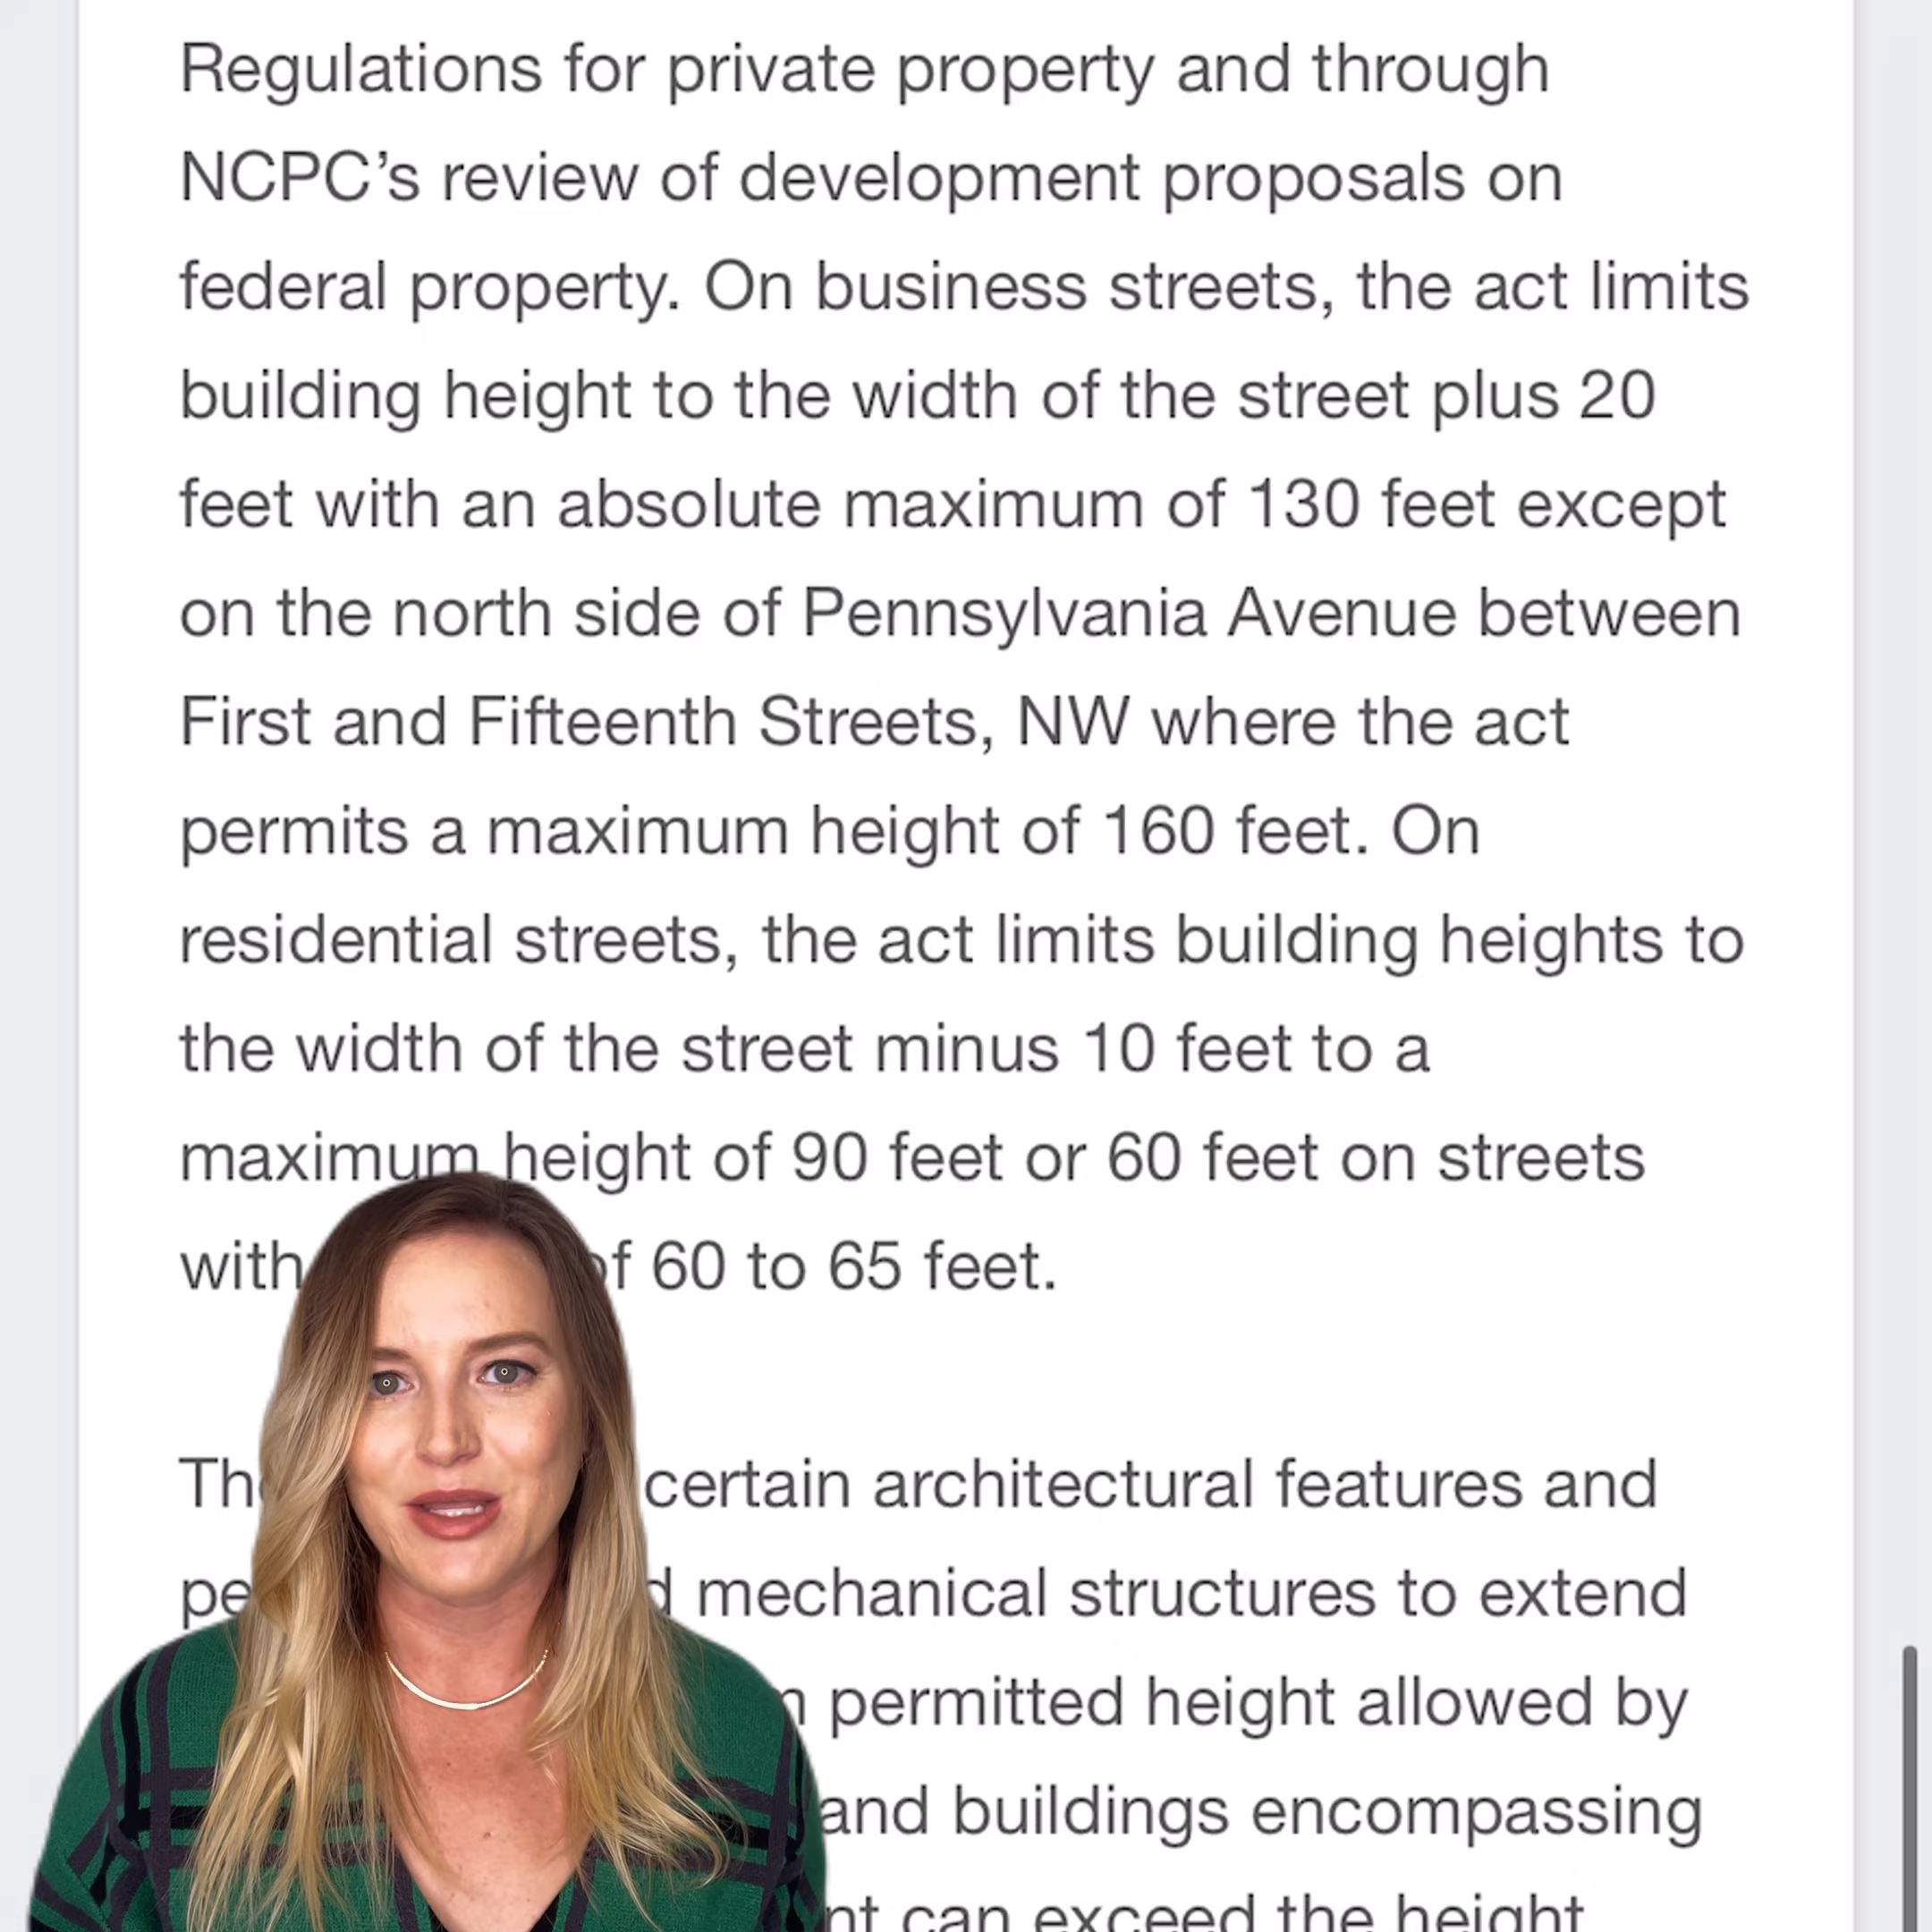 Regulations for private property and through
NCPC’s review of development proposals on
federal property. On business streets, the act limits
building height to the width of the street plus 20
feet with an absolute maximum of 130 feet except
on the north side of Pennsylvania Avenue between
First and Fifteenth Streets, NW where the act
permits a maximum height of 160 feet. On
residential streets, the act limits building heights to
the width of the street minus 10 feet to a
maximum height of 90 feet or 60 feet on streets
with of 60 to 65 feet.
certain architectural features and
mechanical structures to extend
permitted height allowed by
and buildings encompassing
can exceed the height